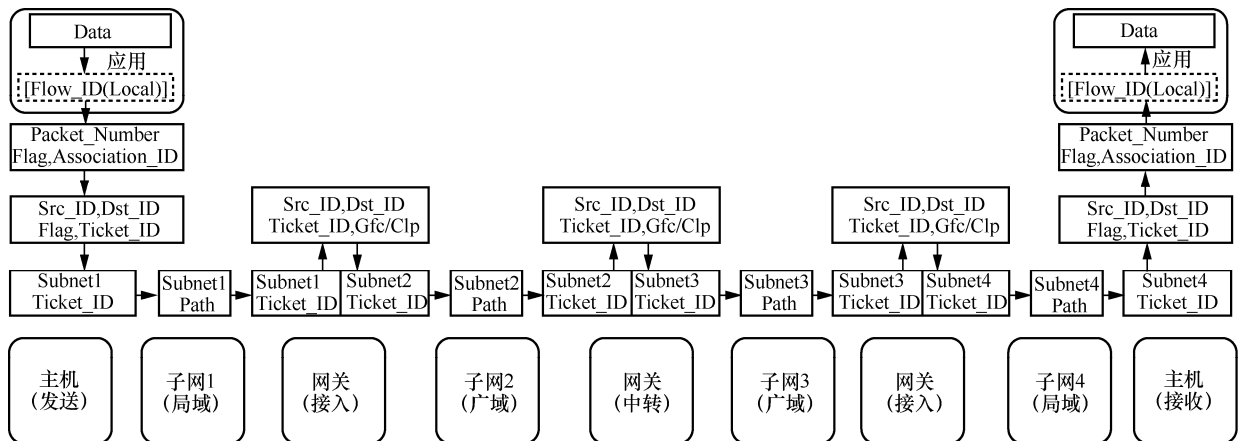 Data
应用
[Flow_ID(Local)]
Packet_Number
Flag,Association_ID
Src_ID,Dst_ID
Flag,Ticket_ID
Subnet1
Ticket_ID
Subnet1
Path
Src_ID,Dst_ID
Ticket_ID,Gfc/Clp
Subnet1
Ticket_ID
Subnet2
Ticket_ID
Subnet2
Path
Src_ID,Dst_ID
Ticket_ID,Gfc/Clp
Subnet2
Ticket_ID
Subnet3
Ticket_ID
Subnet3
Path
Src_ID,Dst_ID
Ticket_ID,Gfc/Clp
Subnet3
Ticket_ID
Subnet4
Ticket_ID
Subnet4
Path
Data
应用
[Flow_ID(Local)]
Packet_Number
Flag,Association_ID
Src_ID,Dst_ID
Flag,Ticket_ID
Subnet4
Ticket_ID
主机
（发送）
子网1
（局域）
网关
（接入）
子网2
（广域）
网关
（中转）
子网3
（广域）
网关
（接入）
子网4
（局域）
主机
（接收）